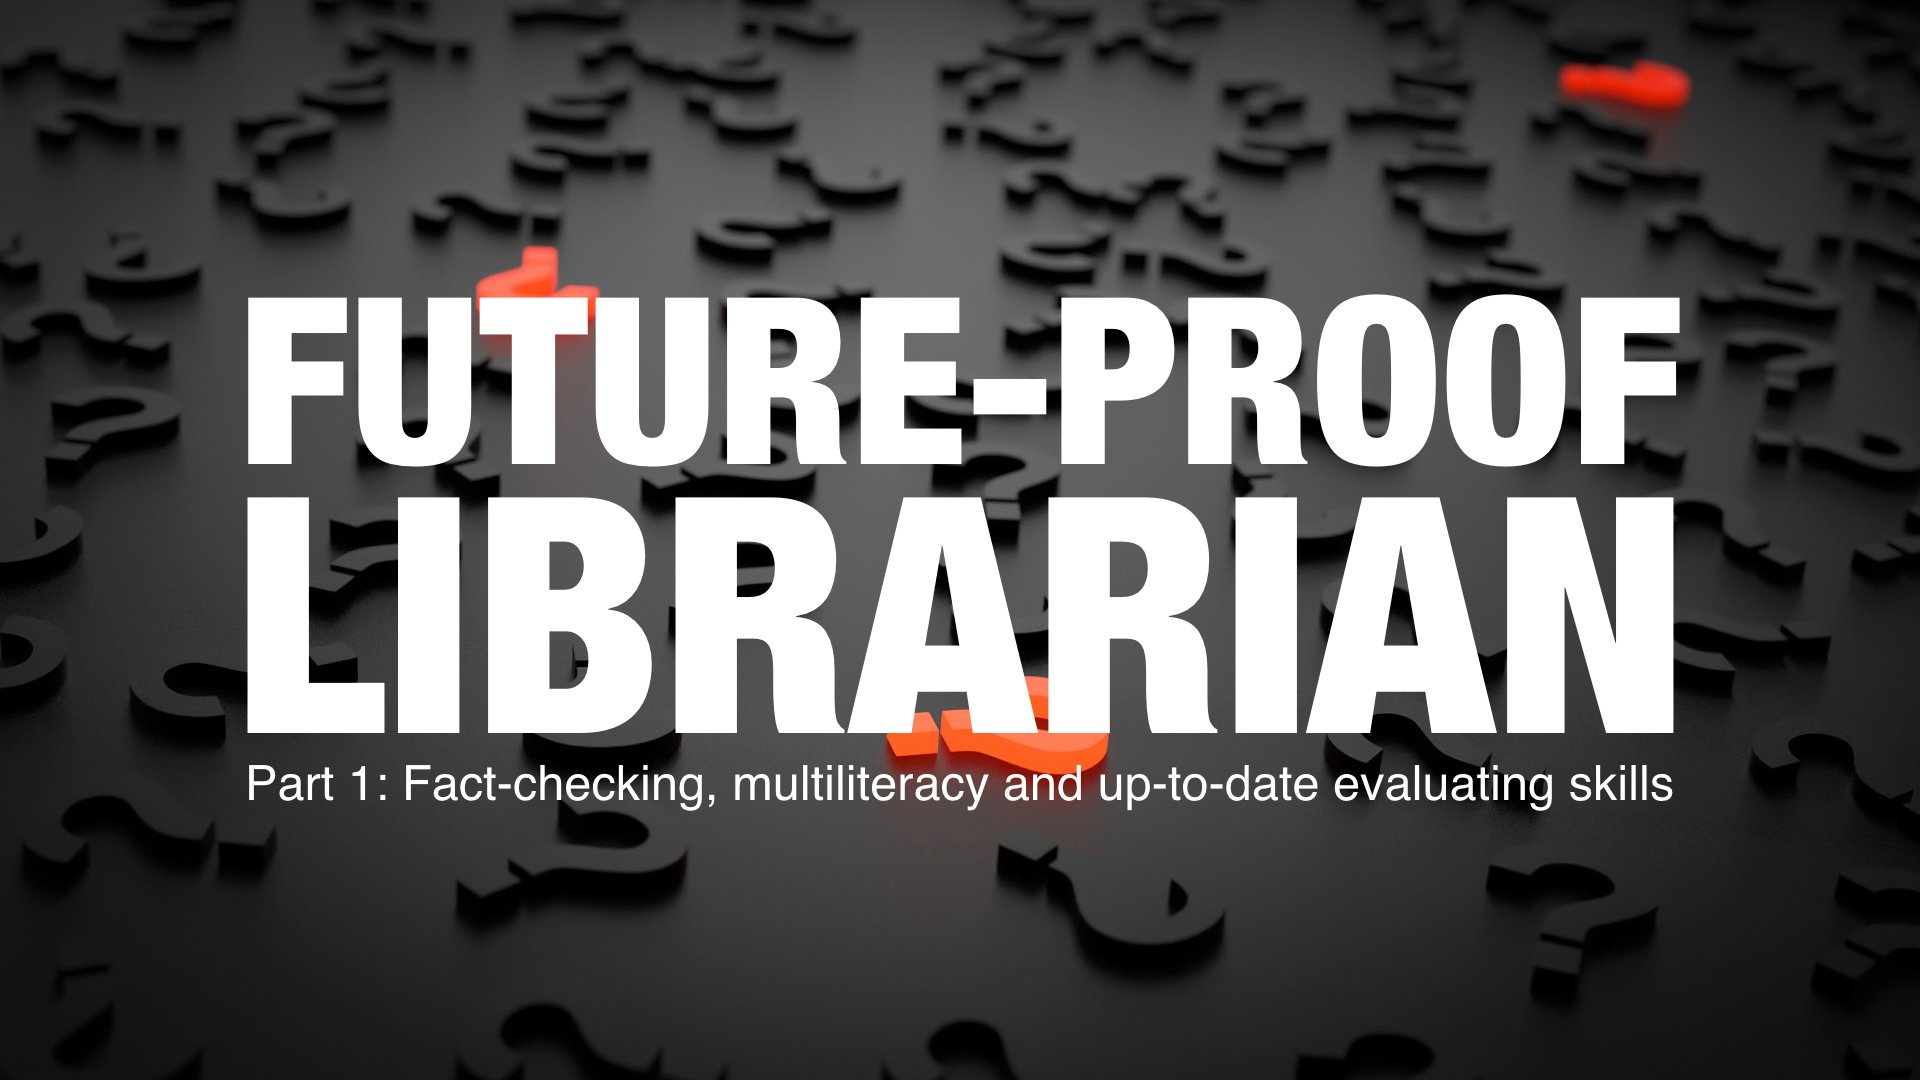 FUTURE-PROOF
LIBRARIAN
Part 1: Fact-checking, multiliteracy and up-to-date evaluating skills